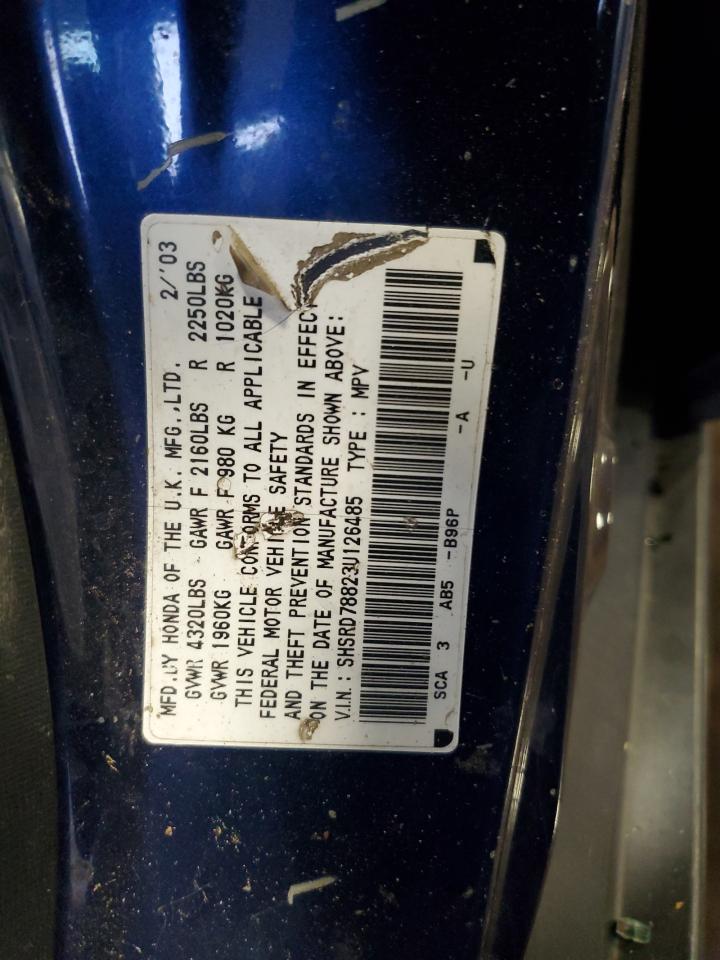 MFD.BY HONDA OF THE U.K. MFG.,LTD. 2/'03
GVWR 4320LBS GAWR F 2160LBS R 2250LBS
GVWR 1960KG GAWR F 980 KG R 1020KG
THIS VEHICLE CONFORMS TO ALL APPLICABLE
FEDERAL MOTOR VEHICLE SAFETY
AND THEFT PREVENTION STANDARDS IN EFFECT
ON THE DATE OF MANUFACTURE SHOWN ABOVE:
V.I.N.: SHSRD78823U126485 TYPE : MPV
SCA 3 AB5 -B96P -A -U